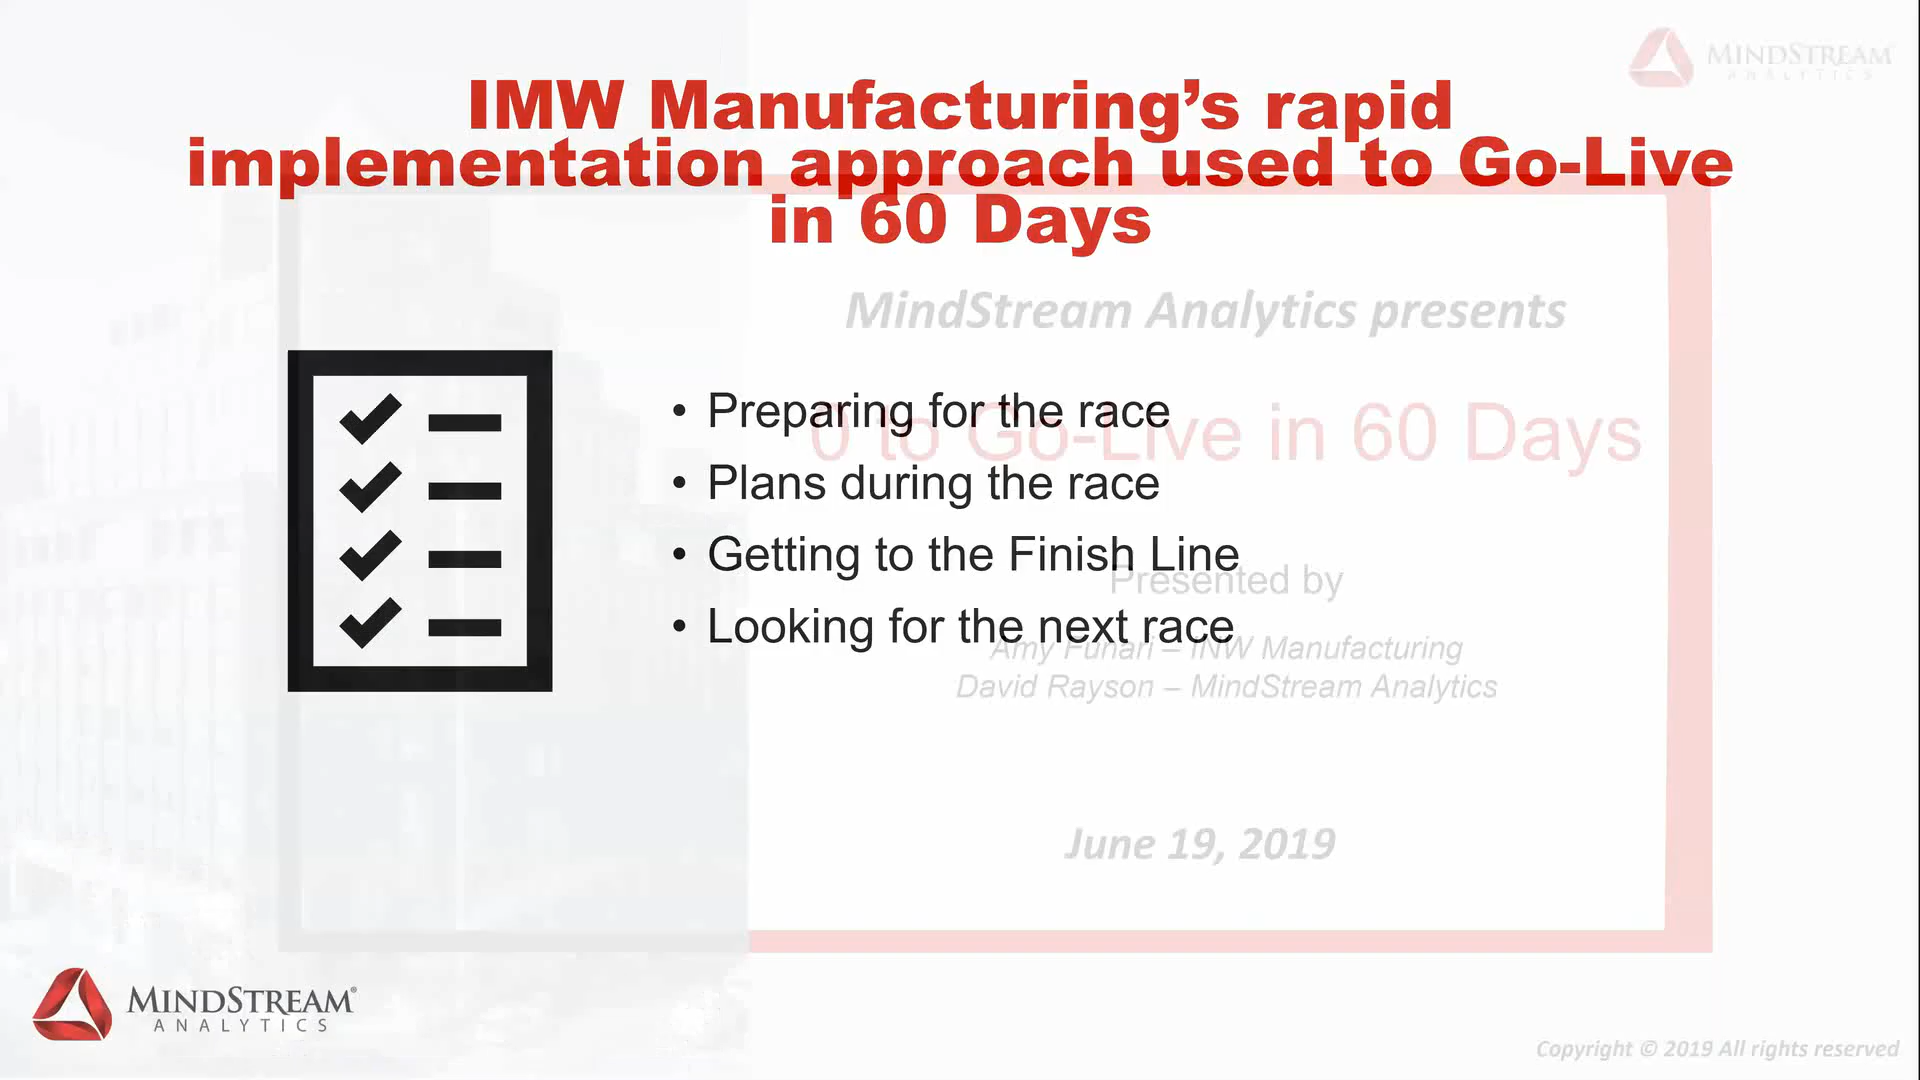 MINDSTREAM
ANALYTICS
IMW Manufacturing’s rapid
implementation approach used to Go-Live
in 60 Days
MindStream Analytics presents
0 to Go-Live in 60 Days
• Preparing for the race
• Plans during the race
• Getting to the Finish Line
• Looking for the next race
Presented by
Amy Funari – INW Manufacturing
David Rayson – MindStream Analytics
June 19, 2019
MINDSTREAM®
ANALYTICS
Copyright © 2019 All rights reserved